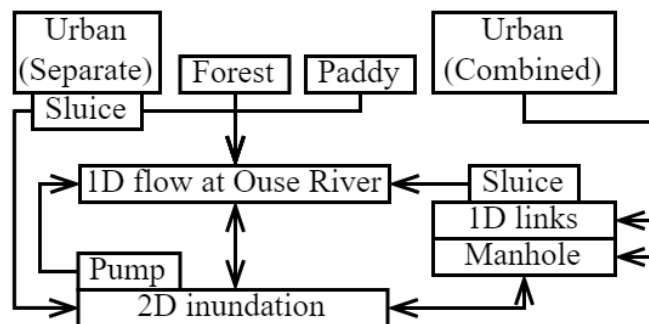 Urban
(Separate)
Sluice
Forest
Paddy
Urban
(Combined)
1D flow at Ouse River
Sluice
1D links
Manhole
Pump
2D inundation